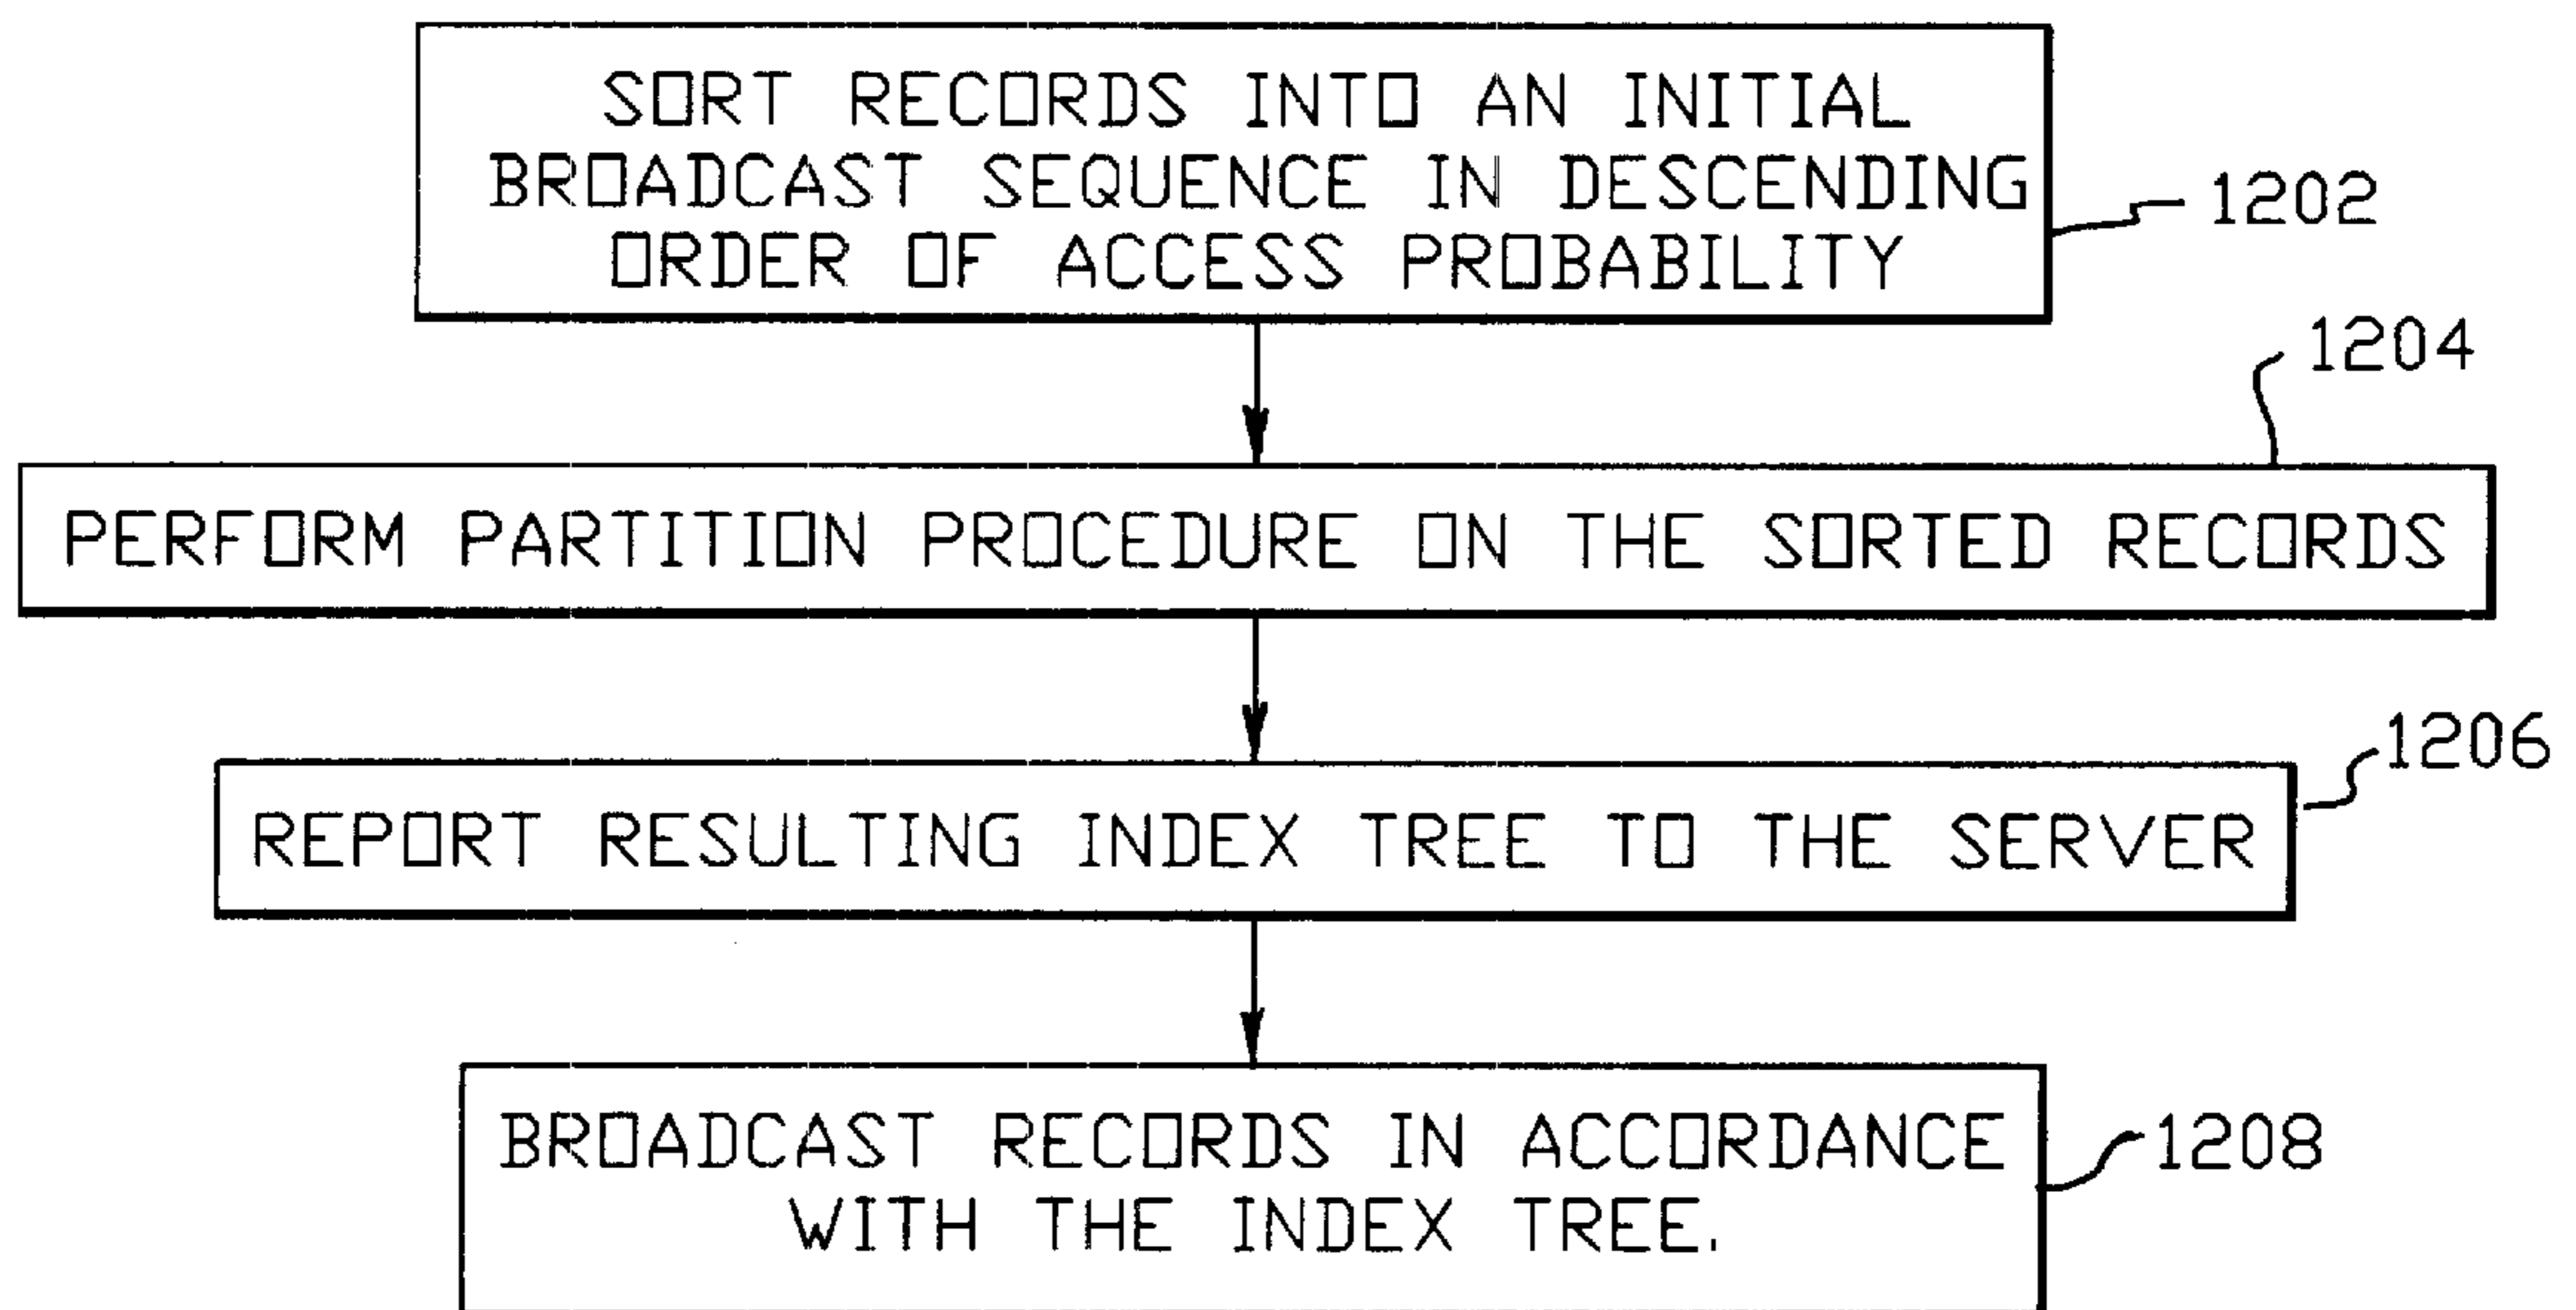 SORT RECORDS INTO AN INITIAL
BROADCAST SEQUENCE IN DESCENDING
ORDER OF ACCESS PROBABILITY
1202
1204
PERFORM PARTITION PROCEDURE ON THE SORTED RECORDS
1206
REPORT RESULTING INDEX TREE TO THE SERVER
BROADCAST RECORDS IN ACCORDANCE
WITH THE INDEX TREE.
1208